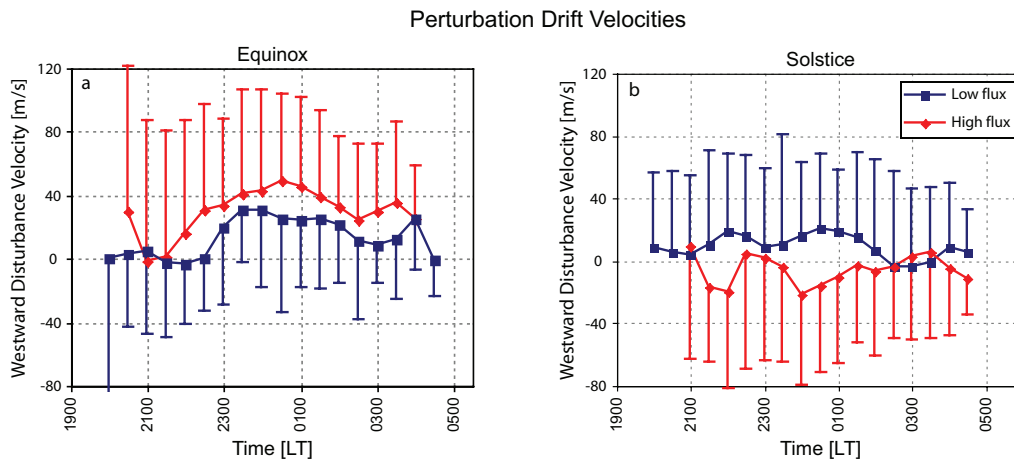 Perturbation Drift Velocities
Equinox
a
Westward Disturbance Velocity [m/s]
120
80
40
0
-40
-80
1900
2100
2300
0100
0300
0500
Time [LT]
Solstice
b
Low flux
High flux
Westward Disturbance Velocity [m/s]
120
80
40
0
-40
-80
1900
2100
2300
0100
0300
0500
Time [LT]